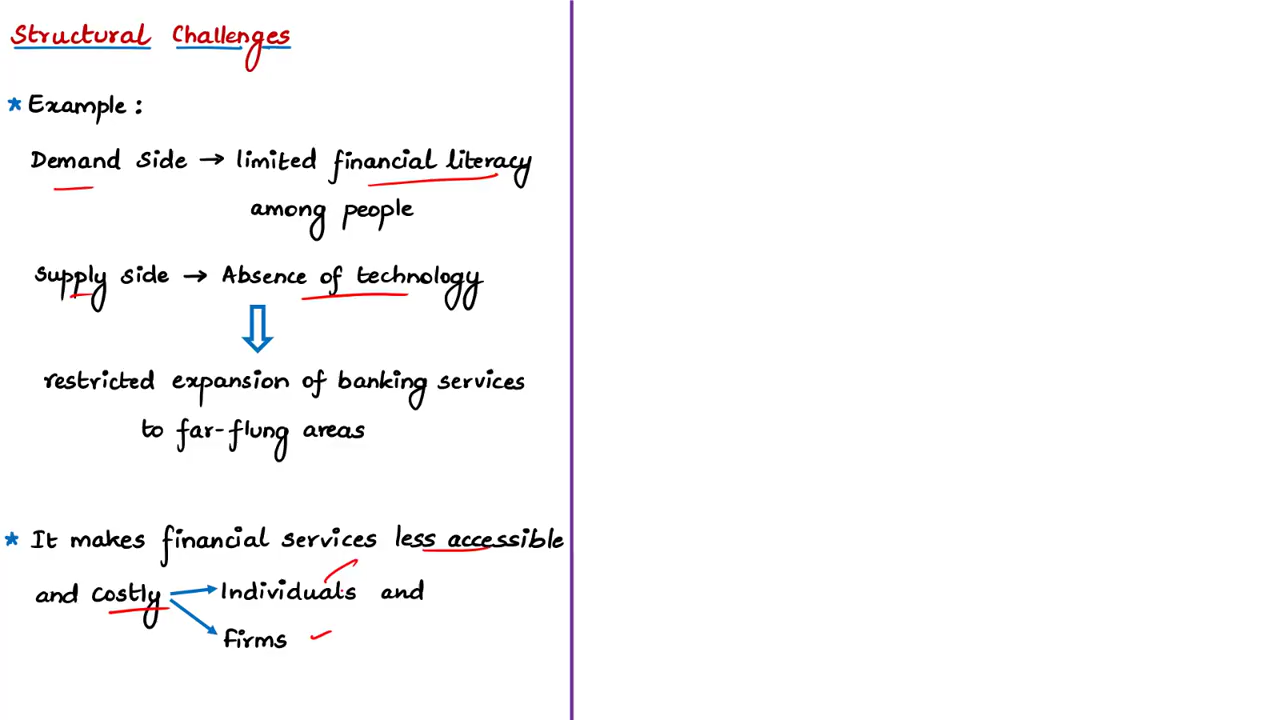 Structural Challenges
* Example :
Demand side → limited financial literacy
among people
supply side → Absence of technology
restricted expansion of banking services
to far-flung areas
* It makes financial services less accessible
and costly Individuals and
firms